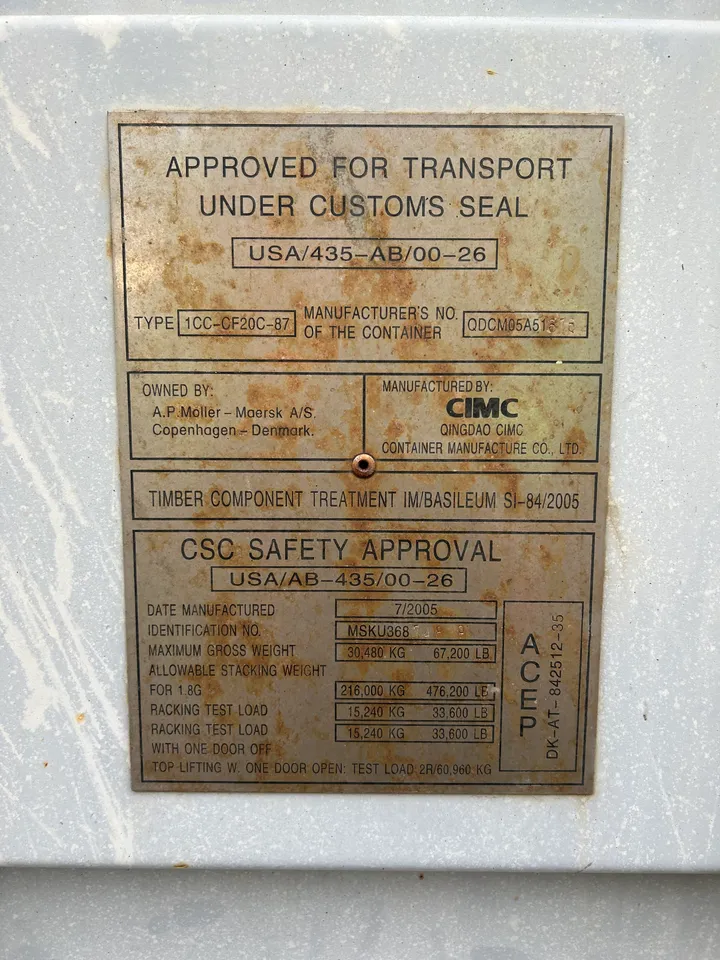 APPROVED FOR TRANSPORT
UNDER CUSTOMS SEAL
USA/435-AB/00-26
TYPE 1CC-CF20C-87 MANUFACTURER'S NO.
OF THE CONTAINER
OWNED BY:
A.P.Moller - Maersk A/S.
Copenhagen - Denmark.
MANUFACTURED BY:
CIMC
QINGDAO CIMC
CONTAINER MANUFACTURE CO., LTD.
TIMBER COMPONENT TREATMENT IM/BASILEUM SI-84/2005
CSC SAFETY APPROVAL
USA/AB-435/00-26
DATE MANUFACTURED 7/2005
IDENTIFICATION NO.
MAXIMUM GROSS WEIGHT 30,480 KG 67,200 LB
ALLOWABLE STACKING WEIGHT
FOR 1.8G 216,000 KG 476,200 LB
RACKING TEST LOAD 15,240 KG 33,600 LB
RACKING TEST LOAD 15,240 KG 33,600 LB
WITH ONE DOOR OFF
TOP LIFTING W. ONE DOOR OPEN: TEST LOAD 2R/60,960 KG
ACEP
DK-AT-842512-35